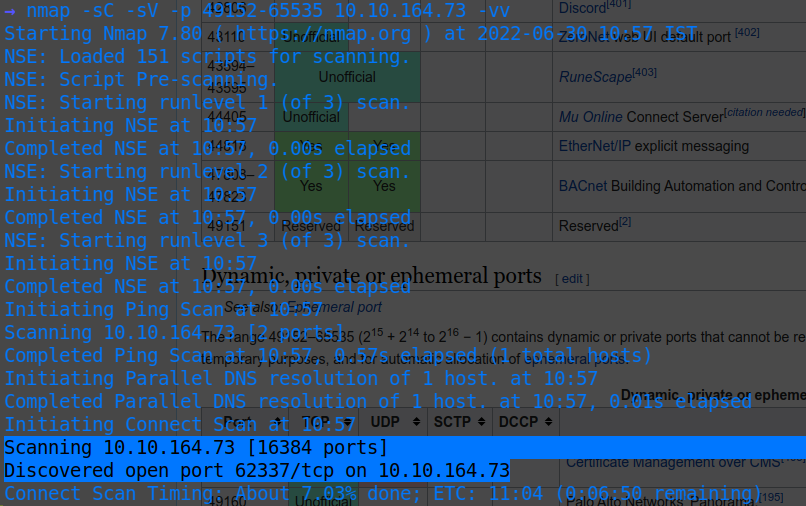 → nmap -sC -sV -p 49152-65535 10.10.164.73 -vv
Starting Nmap 7.80 ( https://nmap.org ) at 2022-06-30 10:57 IST
NSE: Loaded 151 scripts for scanning.
NSE: Script Pre-scanning.
NSE: Starting runlevel 1 (of 3) scan.
Initiating NSE at 10:57
Completed NSE at 10:57, 0.00s elapsed
NSE: Starting runlevel 2 (of 3) scan.
Initiating NSE at 10:57
Completed NSE at 10:57, 0.00s elapsed
NSE: Starting runlevel 3 (of 3) scan.
Initiating NSE at 10:57
Completed NSE at 10:57, 0.00s elapsed
Initiating Ping Scan at 10:57
Scanning 10.10.164.73 [2 ports]
Completed Ping Scan at 10:57, 0.57s elapsed (1 total hosts)
Initiating Parallel DNS resolution of 1 host. at 10:57
Completed Parallel DNS resolution of 1 host. at 10:57, 0.01s elapsed
Initiating Connect Scan at 10:57
Scanning 10.10.164.73 [16384 ports]
Discovered open port 62337/tcp on 10.10.164.73
Connect Scan Timing: About 7.03% done; ETC: 11:04 (0:06:50 remaining)
Discord[401]
Unofficial ZeroNet web UI default port [402]
43594–43595 Unofficial RuneScape[403]
44405 Unofficial Mu Online Connect Server[citation needed]
Yes Yes EtherNet/IP explicit messaging
Yes Yes BACnet Building Automation and
49151 Reserved Reserved Reserved[2]
Dynamic, private or ephemeral ports [ edit ]
See also: Ephemeral port
The range 49152–65535 (2^15 + 2^14 to 2^16 − 1) contains dynamic or private ports that cannot be
temporary purposes, and for automatic allocation of ephemeral ports.
Dynamic, private or
Port TCP UDP SCTP DCCP
Certificate Management over CMS
49160 Unofficial Palo Alto Networks' Panorama [195]